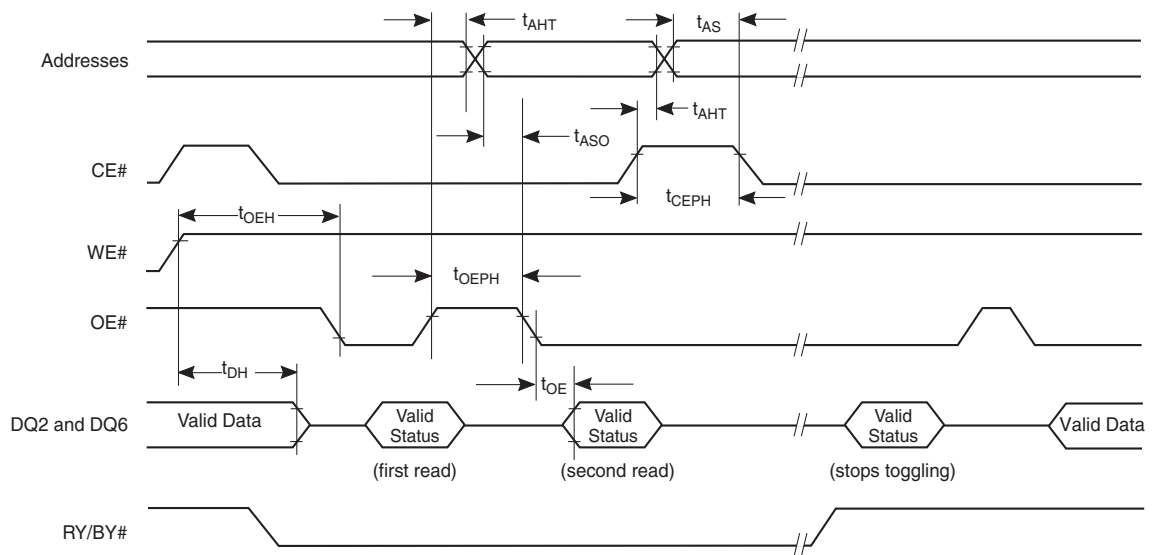 tAHT
tAS
Addresses
tAHT
tASO
CE#
tCEPH
tOEH
WE#
tOEPH
OE#
tDH
tOE
DQ2 and DQ6
Valid Data
Valid
Status
Valid
Status
Valid
Status
Valid Data
(first read)
(second read)
(stops toggling)
RY/BY#